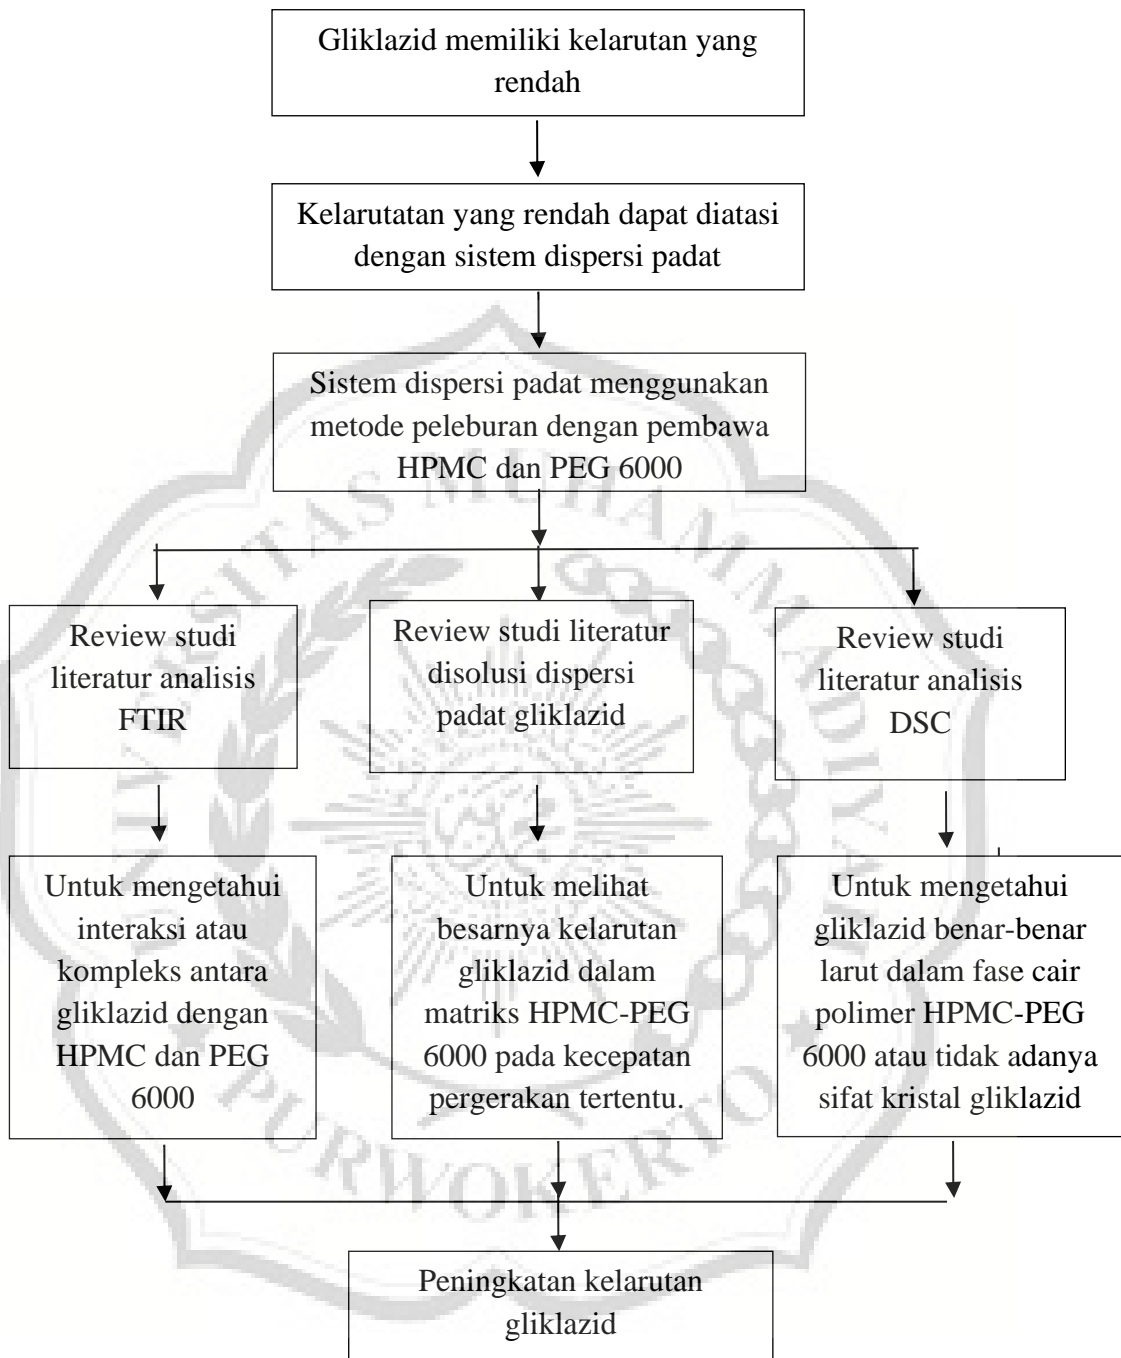 Gliklazid memiliki kelarutan yang
rendah
Kelarutatan yang rendah dapat diatasi
dengan sistem dispersi padat
Sistem dispersi padat menggunakan
metode peleburan dengan pembawa
HPMC dan PEG 6000
Review studi
literatur analisis
FTIR
Review studi literatur
disolusi dispersi
padat gliklazid
Review studi
literatur analisis
DSC
Untuk mengetahui
interaksi atau
kompleks antara
gliklazid dengan
HPMC dan PEG
6000
Untuk melihat
besarnya kelarutan
gliklazid dalam
matriks HPMC-PEG
6000 pada kecepatan
pergerakan tertentu.
Untuk mengetahui
gliklazid benar-benar
larut dalam fase cair
polimer HPMC-PEG
6000 atau tidak adanya
sifat kristal gliklazid
Peningkatan kelarutan
gliklazid
UNIVERSITAS MUHAMMADIYAH
PURWOKERTO